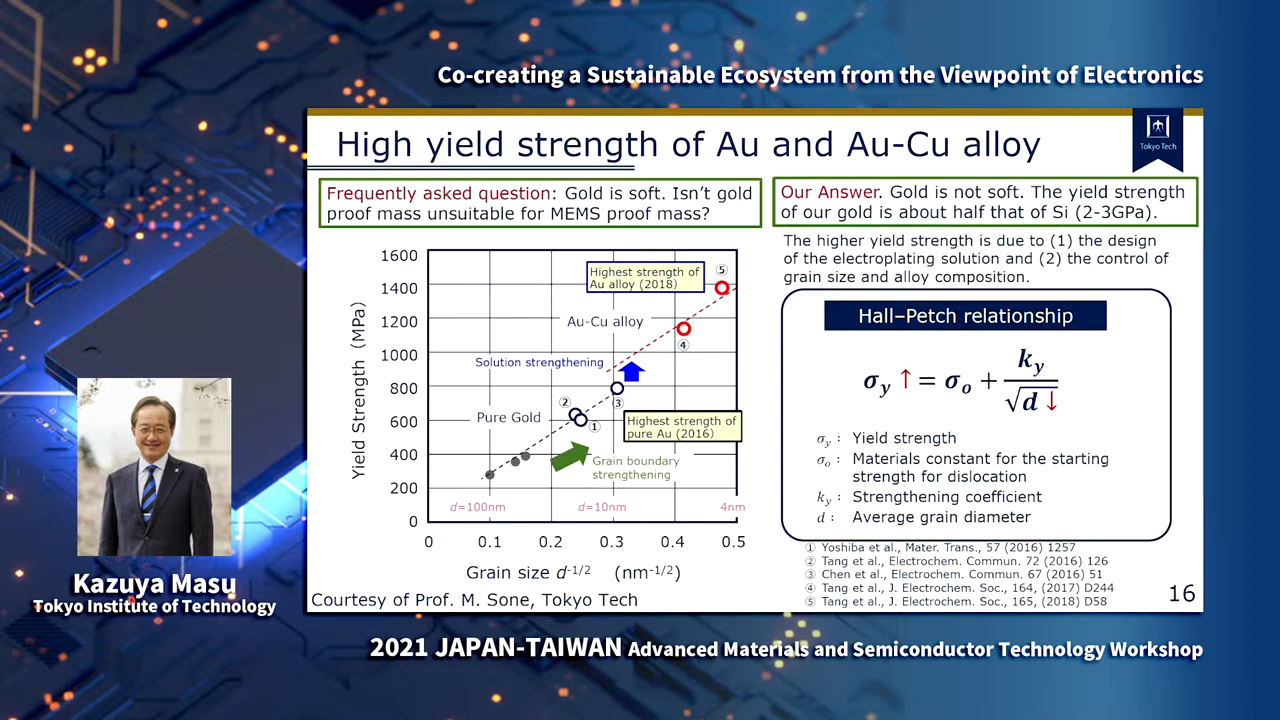 Co-creating a Sustainable Ecosystem from the Viewpoint of Electronics
High yield strength of Au and Au-Cu alloy
Tokyo Tech
Frequently asked question: Gold is soft. Isn't gold
proof mass unsuitable for MEMS proof mass?
Our Answer. Gold is not soft. The yield strength
of our gold is about half that of Si (2-3GPa).
The higher yield strength is due to (1) the design
of the electroplating solution and (2) the control of
grain size and alloy composition.
Yield Strength (MPa)
1600
1400
1200
1000
800
600
400
200
0
Highest strength of
Au alloy (2018)
⑤
Au-Cu alloy
④
Solution strengthening
②
Pure Gold
①
③
Highest strength of
pure Au (2016)
Grain boundary
strengthening
d=100nm
d=10nm
4nm
0 0.1 0.2 0.3 0.4 0.5
Grain size d-1/2 (nm-1/2)
Hall–Petch relationship
σy ↑ = σo + ky / √d ↓
σy : Yield strength
σo : Materials constant for the starting
strength for dislocation
ky : Strengthening coefficient
d : Average grain diameter
① Yoshiba et al., Mater. Trans., 57 (2016) 1257
② Tang et al., Electrochem. Commun. 72 (2016) 126
③ Chen et al., Electrochem. Commun. 67 (2016) 51
④ Tang et al., J. Electrochem. Soc., 164, (2017) D244
⑤ Tang et al., J. Electrochem. Soc., 165, (2018) D58
Courtesy of Prof. M. Sone, Tokyo Tech
16
Kazuya Masu
Tokyo Institute of Technology
2021 JAPAN-TAIWAN Advanced Materials and Semiconductor Technology Workshop